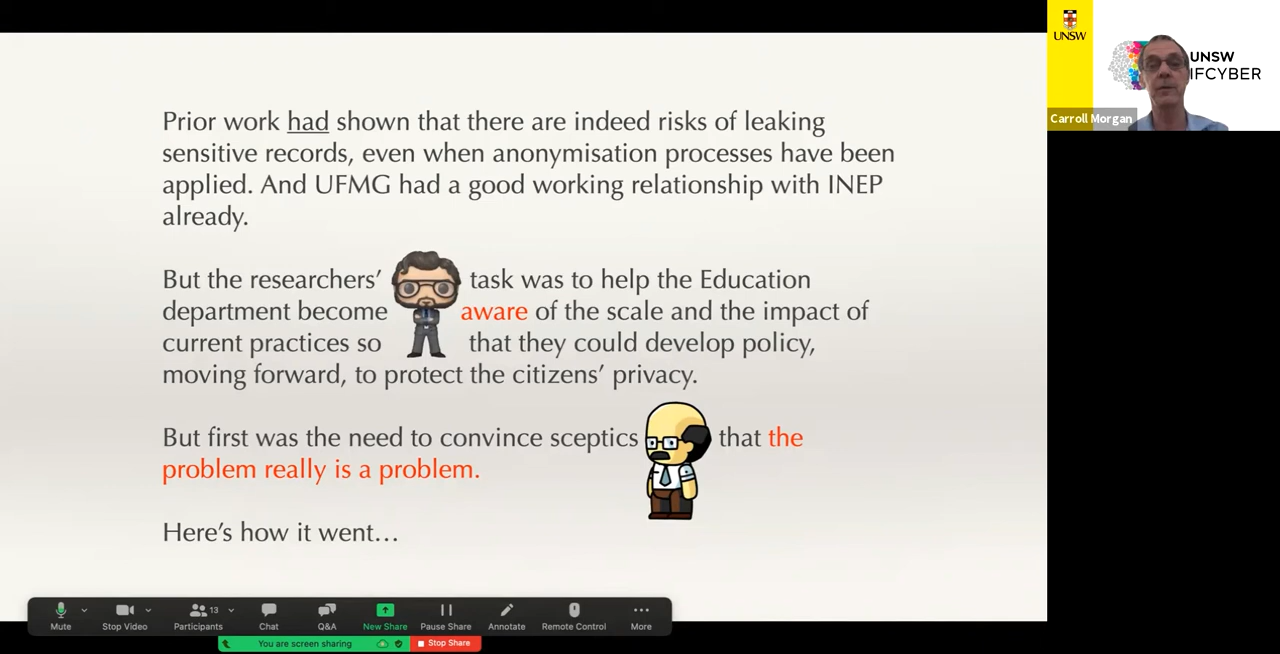 Prior work had shown that there are indeed risks of leaking
sensitive records, even when anonymisation processes have been
applied. And UFMG had a good working relationship with INEP
already.
But the researchers’ task was to help the Education
department become aware of the scale and the impact of
current practices so that they could develop policy,
moving forward, to protect the citizens’ privacy.
But first was the need to convince sceptics that the
problem really is a problem.
Here’s how it went…
UNSW
UNSW
IFCYBER
Carroll Morgan
Mute
Stop Video
13
Participants
Chat
Q&A
New Share
Pause Share
Annotate
Remote Control
More
You are screen sharing
Stop Share